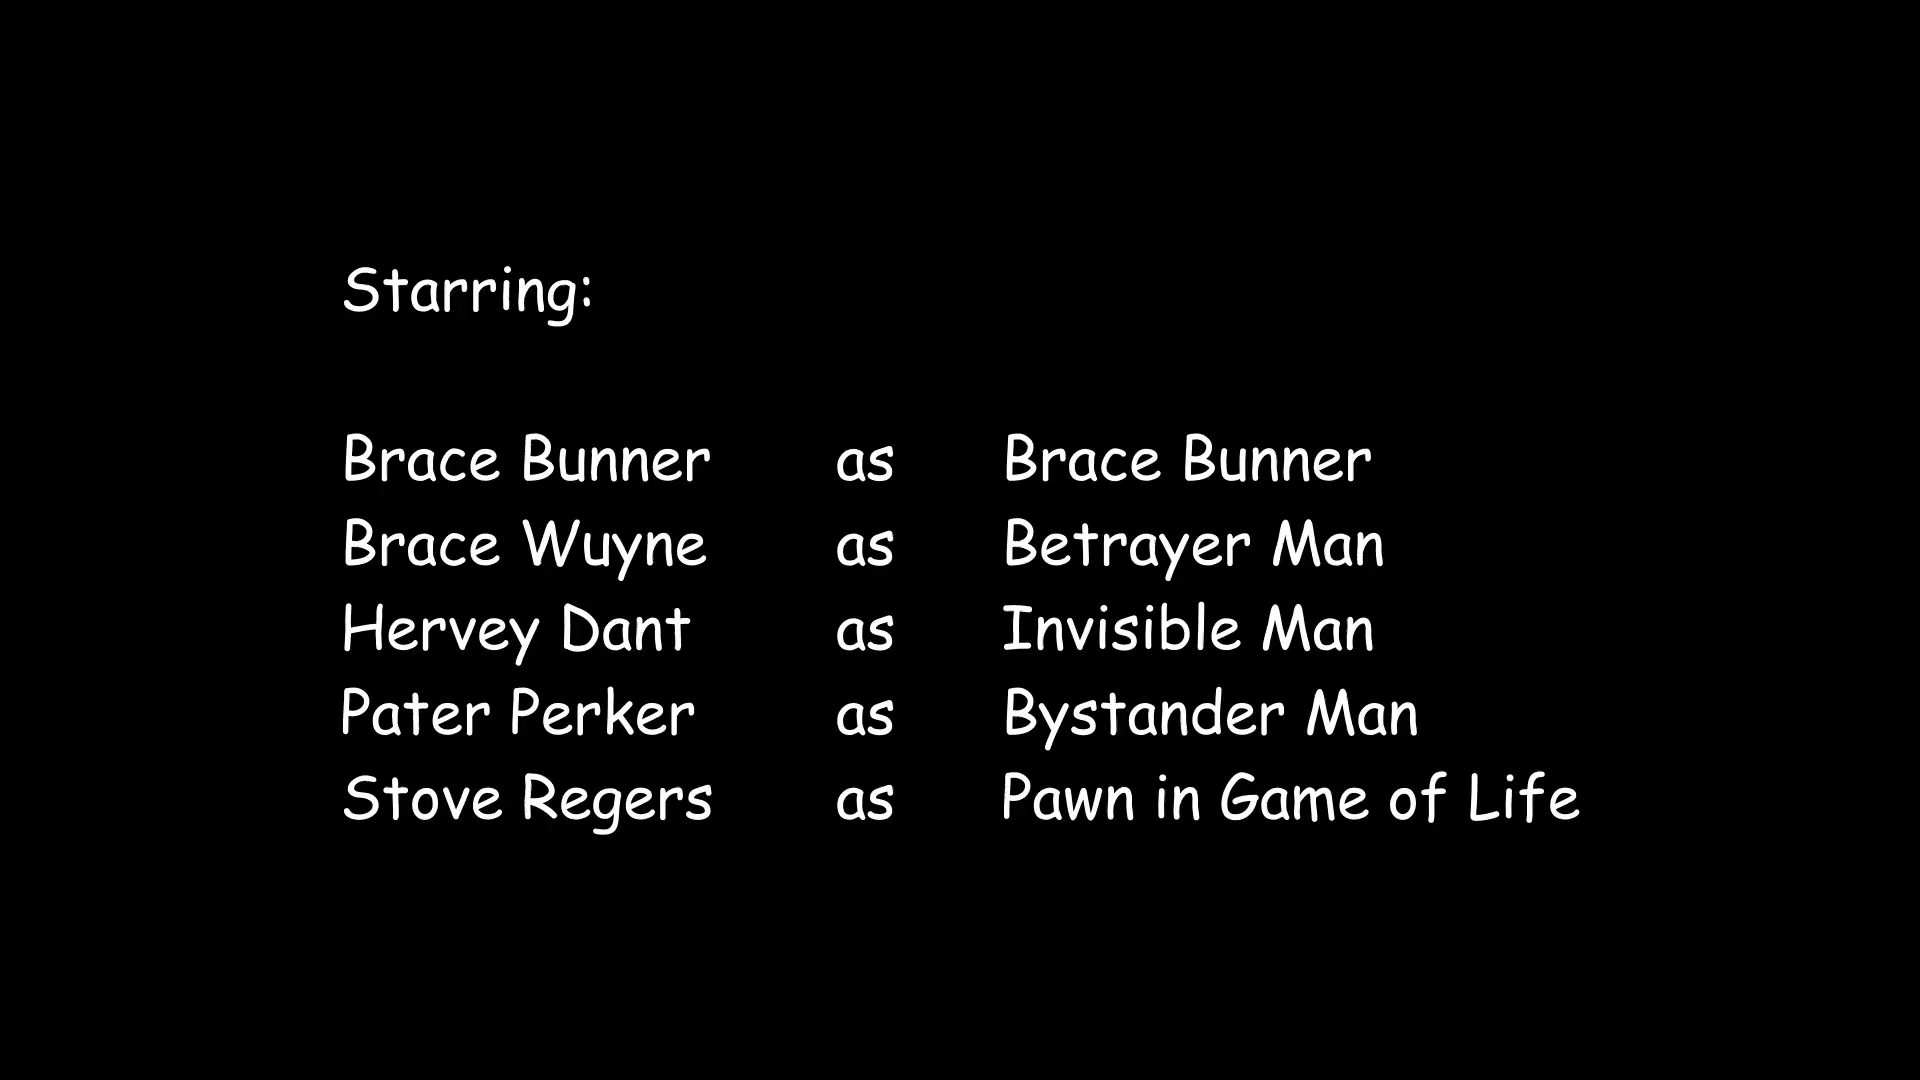 Starring:
Brace Bunner as Brace Bunner
Brace Wuyne as Betrayer Man
Hervey Dant as Invisible Man
Pater Perker as Bystander Man
Stove Regers as Pawn in Game of Life